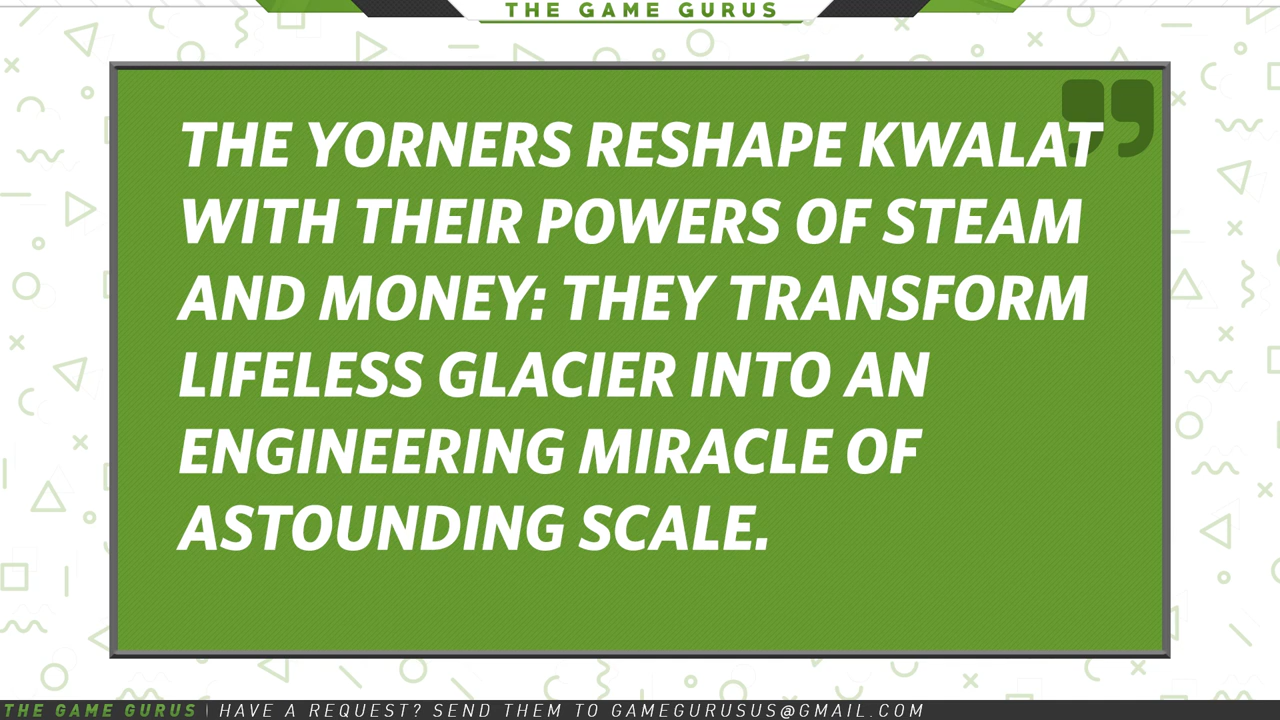 THE GAME GURUS
THE YORNERS RESHAPE KWALAT
WITH THEIR POWERS OF STEAM
AND MONEY: THEY TRANSFORM
LIFELESS GLACIER INTO AN
ENGINEERING MIRACLE OF
ASTOUNDING SCALE.
THE GAME GURUS | HAVE A REQUEST? SEND THEM TO GAMEGURUSUS@GMAIL.COM